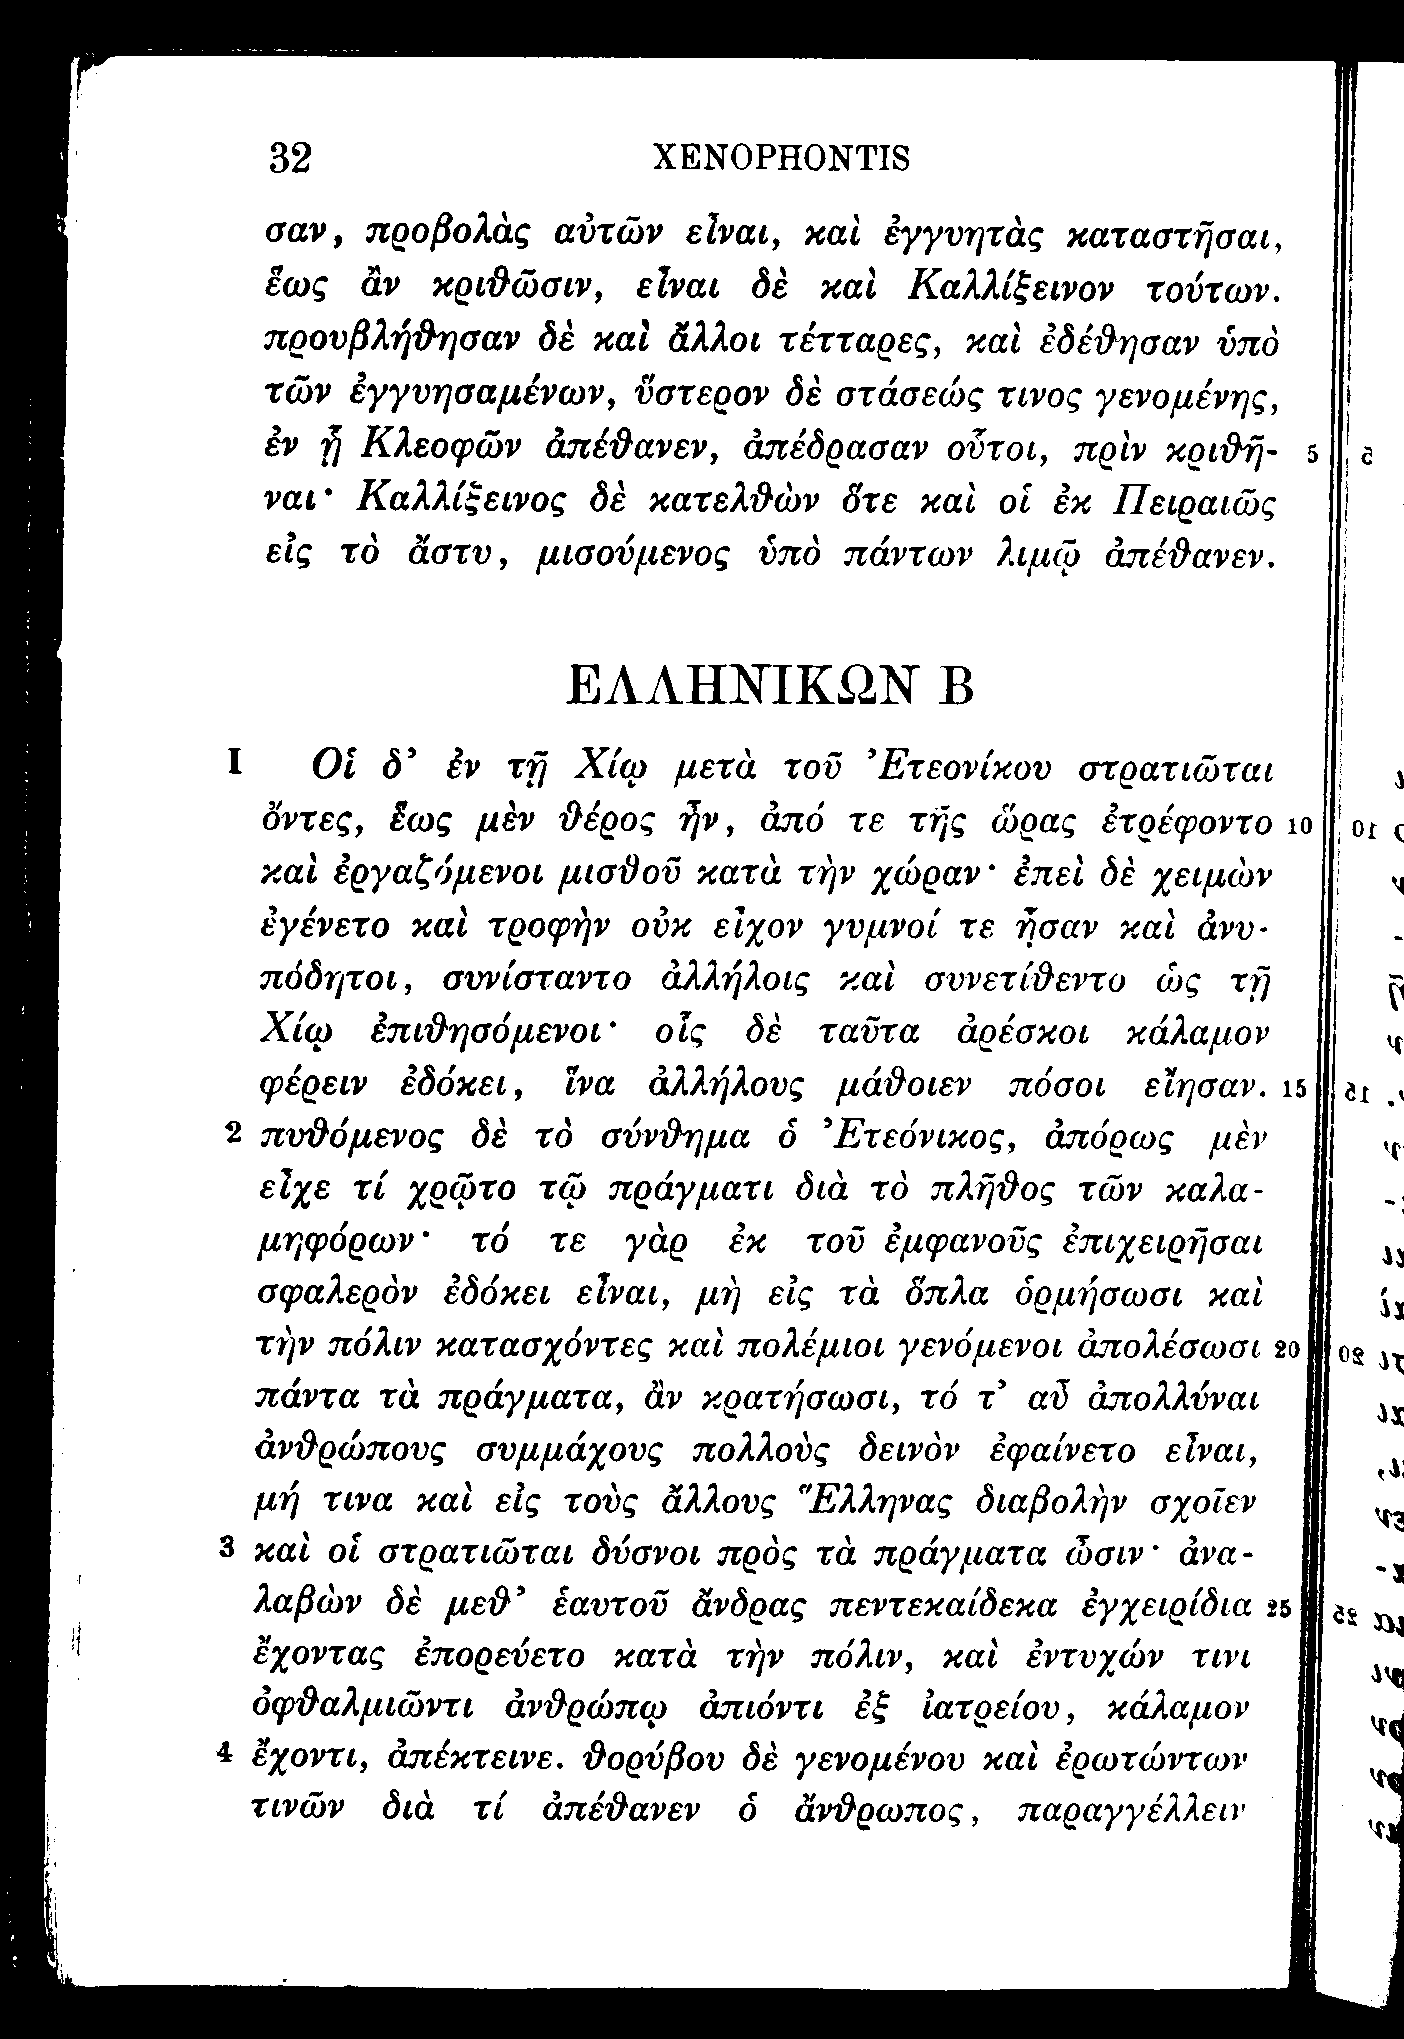 32 XENOPHONTIS
σαν, προβολὰς αὐτῶν εἶναι, καὶ ἐγγυητὰς καταστῆσαι,
ἕως ἂν κριθῶσιν, εἶναι δὲ καὶ Καλλίξεινον τούτων.
προυβλήθησαν δὲ καὶ ἄλλοι τέτταρες, καὶ ἐδέθησαν ὑπὸ
τῶν ἐγγυησαμένων, ὕστερον δὲ στάσεώς τινος γενομένης,
ἐν ᾗ Κλεοφῶν ἀπέθανεν, ἀπέδρασαν οὗτοι, πρὶν κριθῆ- 5
ναι· Καλλίξεινος δὲ κατελθὼν ὅτε καὶ οἱ ἐκ Πειραιῶς
εἰς τὸ ἄστυ, μισούμενος ὑπὸ πάντων λιμῷ ἀπέθανεν.
ΕΛΛΗΝΙΚΩΝ Β
I Οἱ δ’ ἐν τῇ Χίῳ μετὰ τοῦ Ἐτεονίκου στρατιῶται
ὄντες, ἕως μὲν θέρος ἦν, ἀπό τε τῆς ὥρας ἐτρέφοντο 10
καὶ ἐργαζόμενοι μισθοῦ κατὰ τὴν χώραν· ἐπεὶ δὲ χειμὼν
ἐγένετο καὶ τροφὴν οὐκ εἶχον γυμνοί τε ἦσαν καὶ ἀνυ-
πόδητοι, συνίσταντο ἀλλήλοις καὶ συνετίθεντο ὡς τῇ
Χίῳ ἐπιθησόμενοι· οἷς δὲ ταῦτα ἀρέσκοι κάλαμον
φέρειν ἐδόκει, ἵνα ἀλλήλους μάθοιεν πόσοι εἴησαν. 15
2 πυθόμενος δὲ τὸ σύνθημα ὁ Ἐτεόνικος, ἀπόρως μὲν
εἶχε τί χρῷτο τῷ πράγματι διὰ τὸ πλῆθος τῶν καλα-
μηφόρων· τό τε γὰρ ἐκ τοῦ ἐμφανοῦς ἐπιχειρῆσαι
σφαλερὸν ἐδόκει εἶναι, μὴ εἰς τὰ ὅπλα ὁρμήσωσι καὶ
τὴν πόλιν κατασχόντες καὶ πολέμιοι γενόμενοι ἀπολέσωσι 20
πάντα τὰ πράγματα, ἂν κρατήσωσι, τό τ’ αὖ ἀπολλύναι
ἀνθρώπους συμμάχους πολλοὺς δεινὸν ἐφαίνετο εἶναι,
μή τινα καὶ εἰς τοὺς ἄλλους Ἕλληνας διαβολὴν σχοῖεν
3 καὶ οἱ στρατιῶται δύσνοι πρὸς τὰ πράγματα ὦσιν· ἀνα-
λαβὼν δὲ μεθ’ ἑαυτοῦ ἄνδρας πεντεκαίδεκα ἐγχειρίδια 25
ἔχοντας ἐπορεύετο κατὰ τὴν πόλιν, καὶ ἐντυχών τινι
ὀφθαλμιῶντι ἀνθρώπῳ ἀπιόντι ἐξ ἰατρείου, κάλαμον
4 ἔχοντι, ἀπέκτεινε. θορύβου δὲ γενομένου καὶ ἐρωτώντων
τινῶν διὰ τί ἀπέθανεν ὁ ἄνθρωπος, παραγγέλλειν